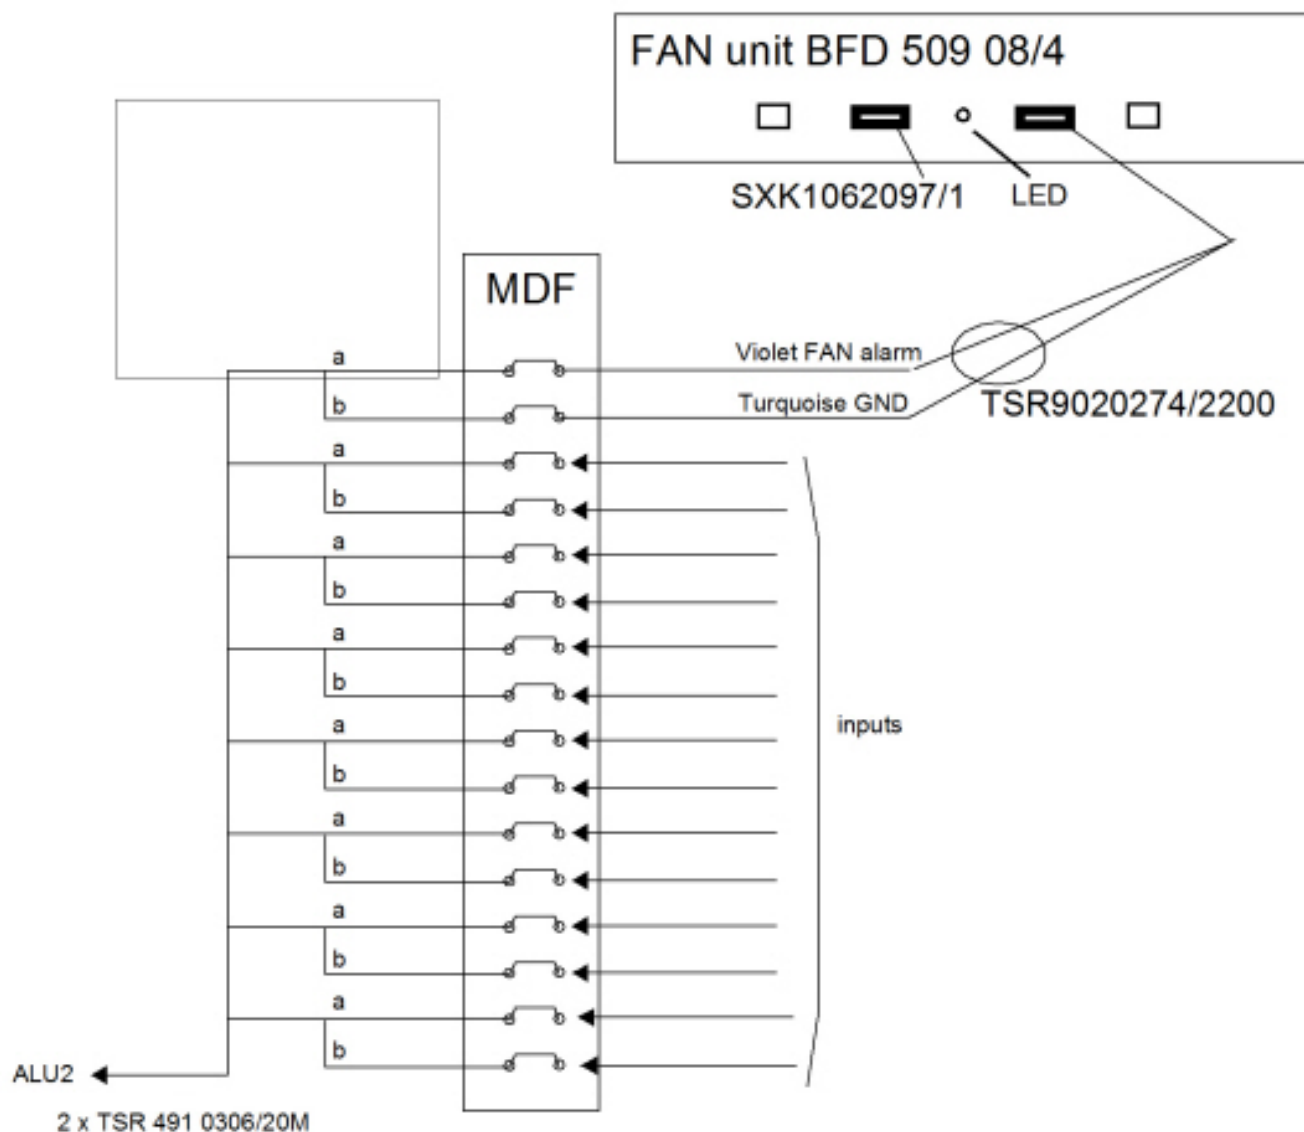 FAN unit BFD 509 08/4
SXK1062097/1
LED
MDF
a
Violet FAN alarm
b
Turquoise GND
TSR9020274/2200
a
b
a
b
a
b
a
inputs
b
a
b
a
b
a
b
ALU2
2 x TSR 491 0306/20M